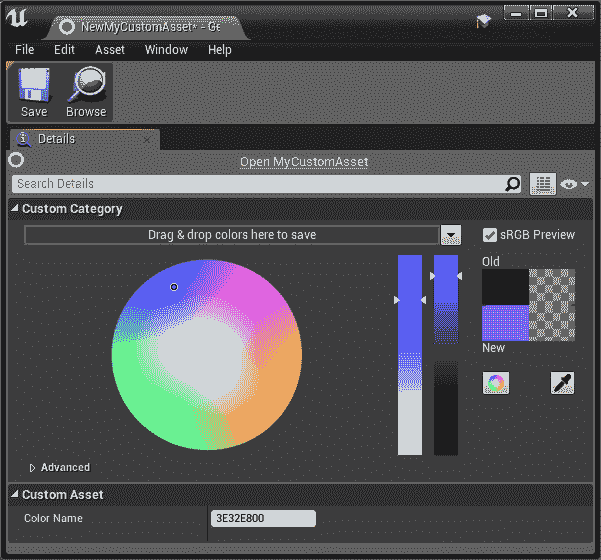 NewMyCustomAsset* - Ge
File Edit Asset Window Help
Save Browse
Details
Open MyCustomAsset
Search Details
Custom Category
Drag & drop colors here to save
sRGB Preview
Old
New
Advanced
Custom Asset
Color Name 3E32E800